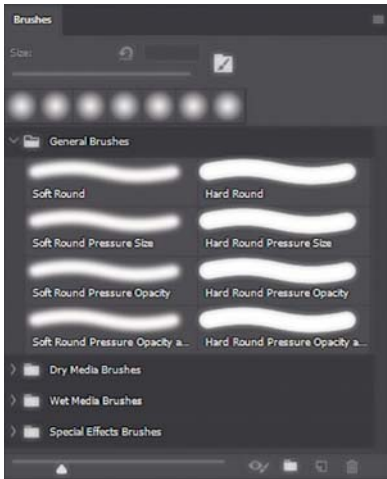 Brushes
Size:
General Brushes
Soft Round Hard Round
Soft Round Pressure Size Hard Round Pressure Size
Soft Round Pressure Opacity Hard Round Pressure Opacity
Soft Round Pressure Opacity a... Hard Round Pressure Opacity a...
Dry Media Brushes
Wet Media Brushes
Special Effects Brushes